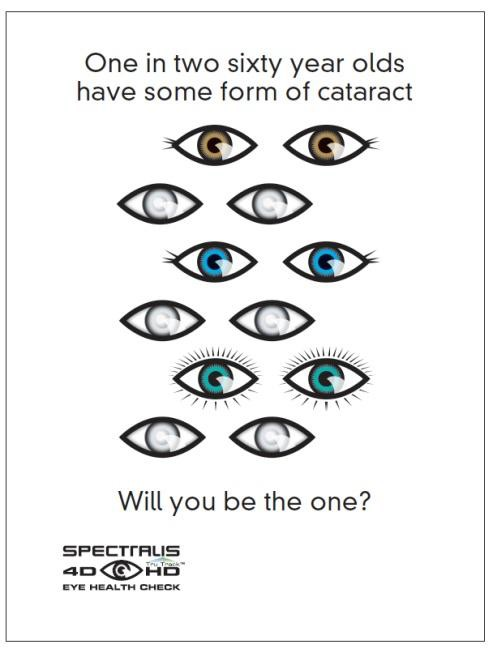 One in two sixty year olds
have some form of cataract
Will you be the one?
SPECTRALIS
Tru Track™
4D HD
EYE HEALTH CHECK